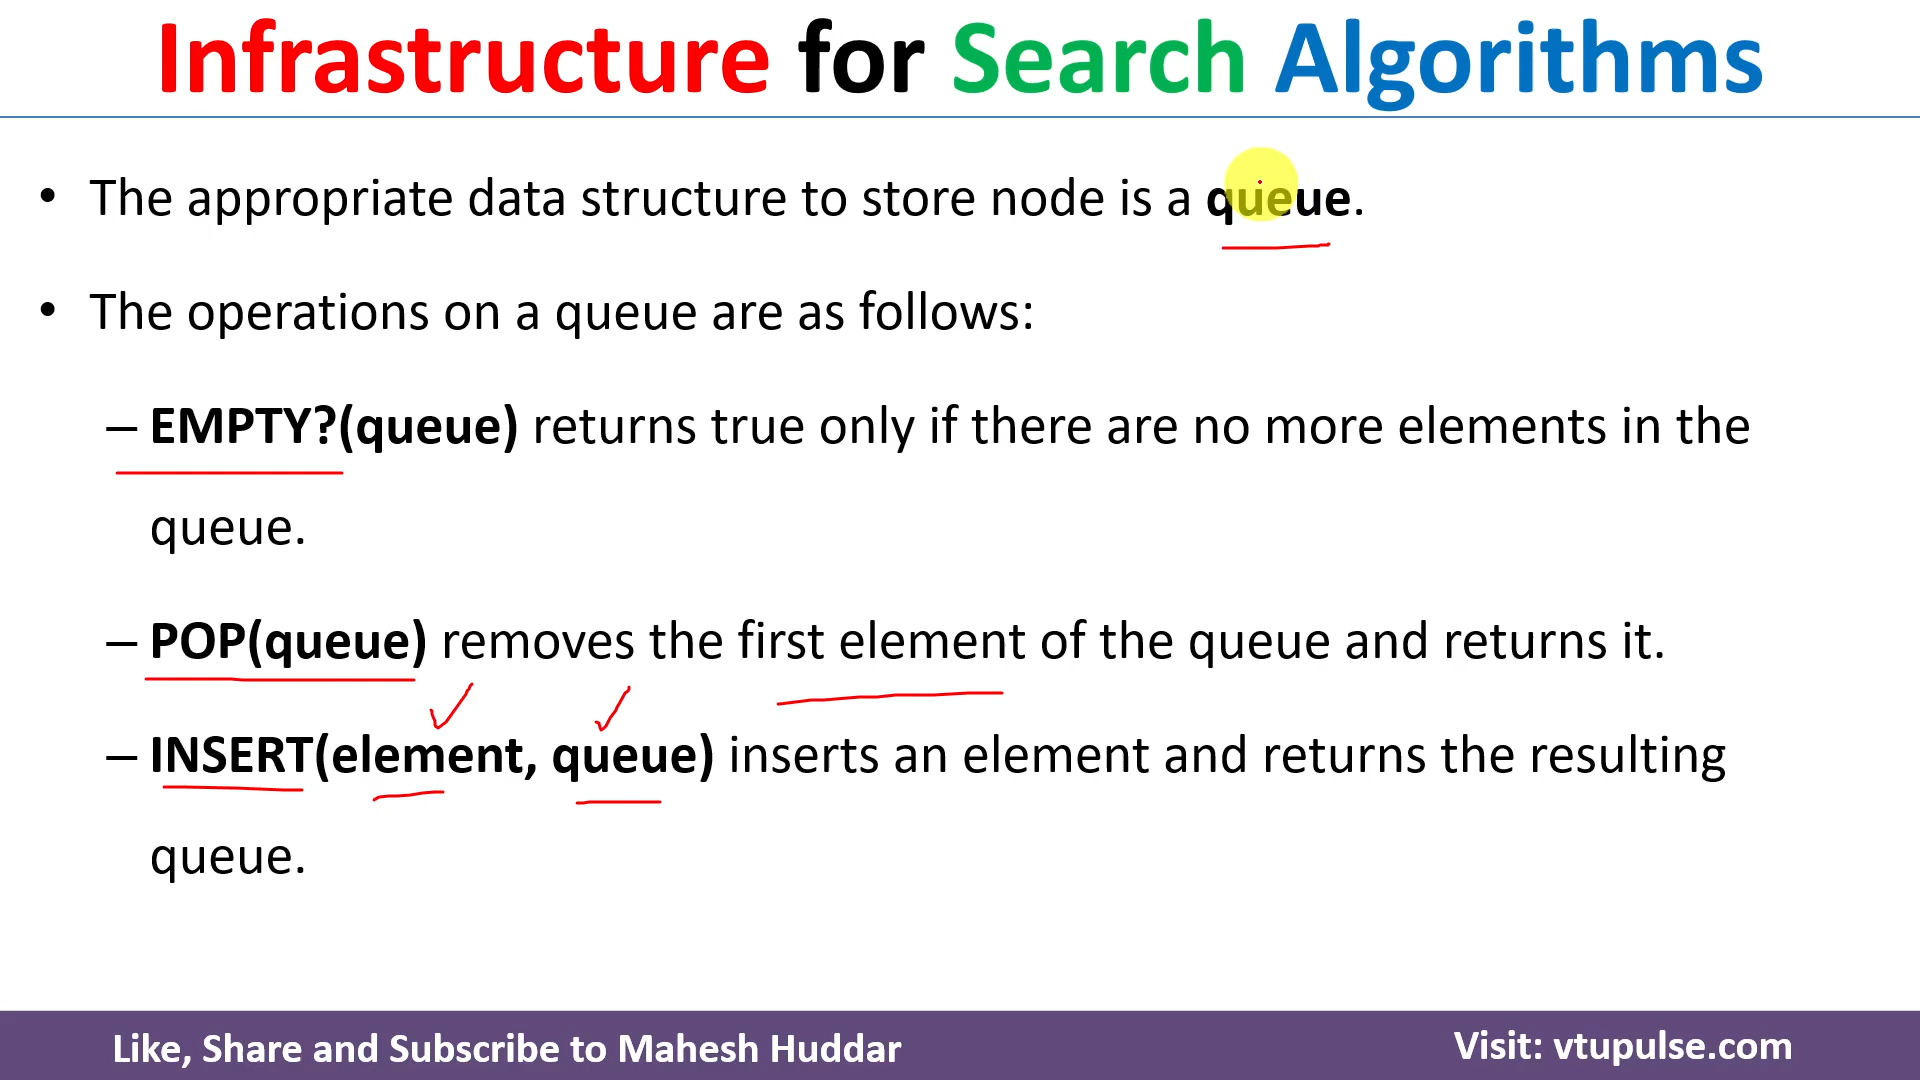 Infrastructure for Search Algorithms
• The appropriate data structure to store node is a queue.
• The operations on a queue are as follows:
– EMPTY?(queue) returns true only if there are no more elements in the
queue.
– POP(queue) removes the first element of the queue and returns it.
– INSERT(element, queue) inserts an element and returns the resulting
queue.
Like, Share and Subscribe to Mahesh Huddar
Visit: vtupulse.com